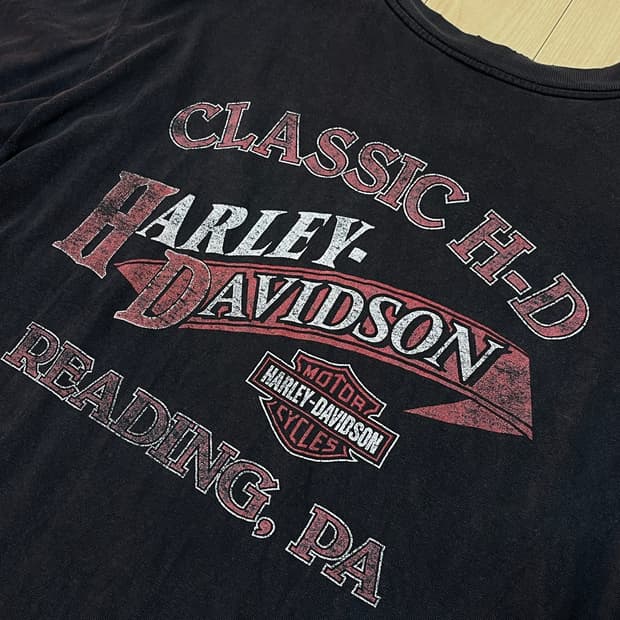 CLASSIC H-D
HARLEY-
DAVIDSON
MOTOR
HARLEY-DAVIDSON
CYCLES
READING, PA